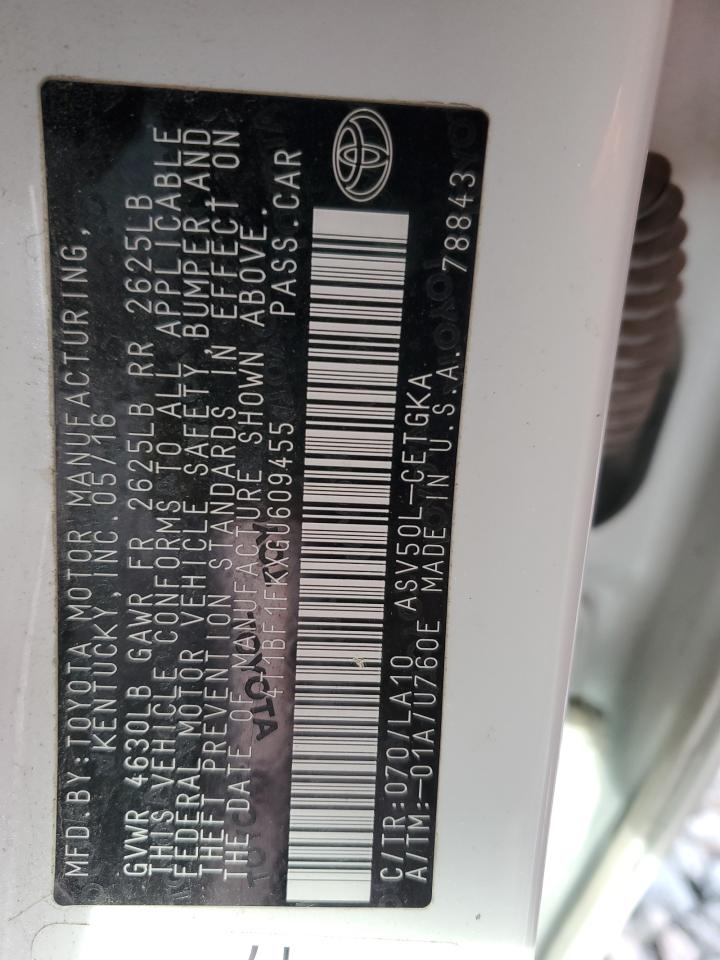 MFD.BY:TOYOTA MOTOR MANUFACTURING,
KENTUCKY,INC.05/16
GVWR 4630LB GAWR FR 2625LB RR 2625LB
THIS VEHICLE CONFORMS TO ALL APPLICABLE
FEDERAL MOTOR VEHICLE SAFETY,BUMPER,AND
THEFT PREVENTION STANDARDS IN EFFECT ON
THE DATE OF MANUFACTURE SHOWN ABOVE.
4T1BF1FKXGU609455 PASS.CAR
C/TR:070/LA10 ASV50L-CETGKA
A/TM:-01A/U760E MADE IN U.S.A. 78843
TOYOTA